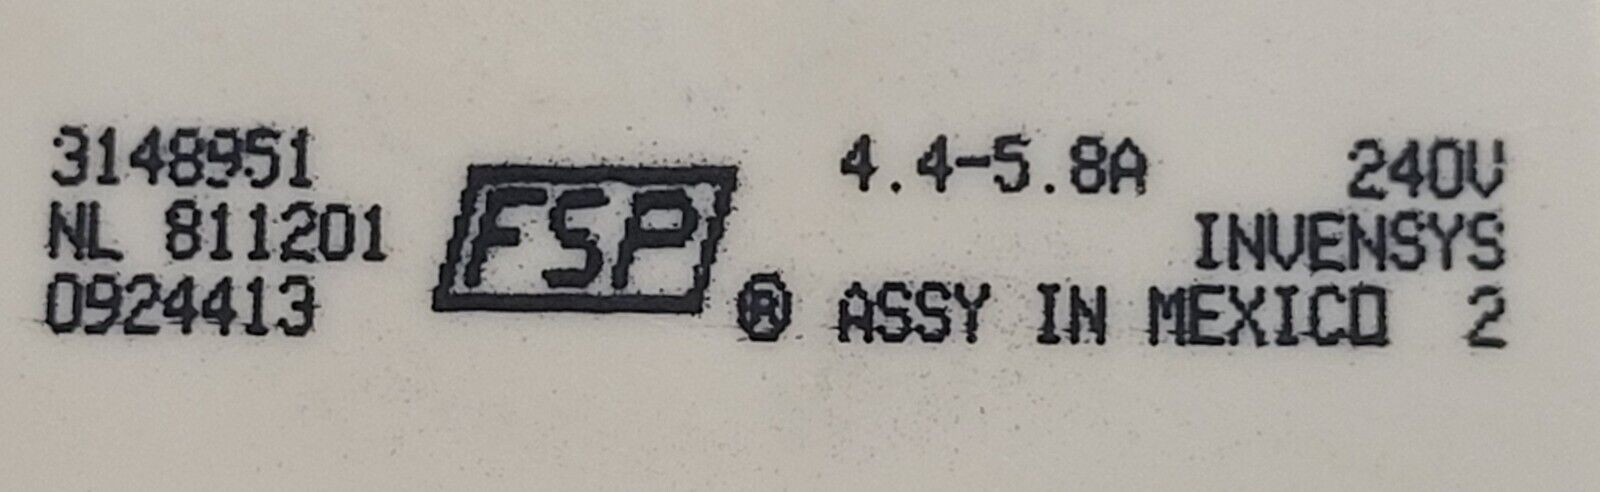 3148951
NL 811201
0924413
FSP ®
4.4-5.8A 240V
INVENSYS
ASSY IN MEXICO 2